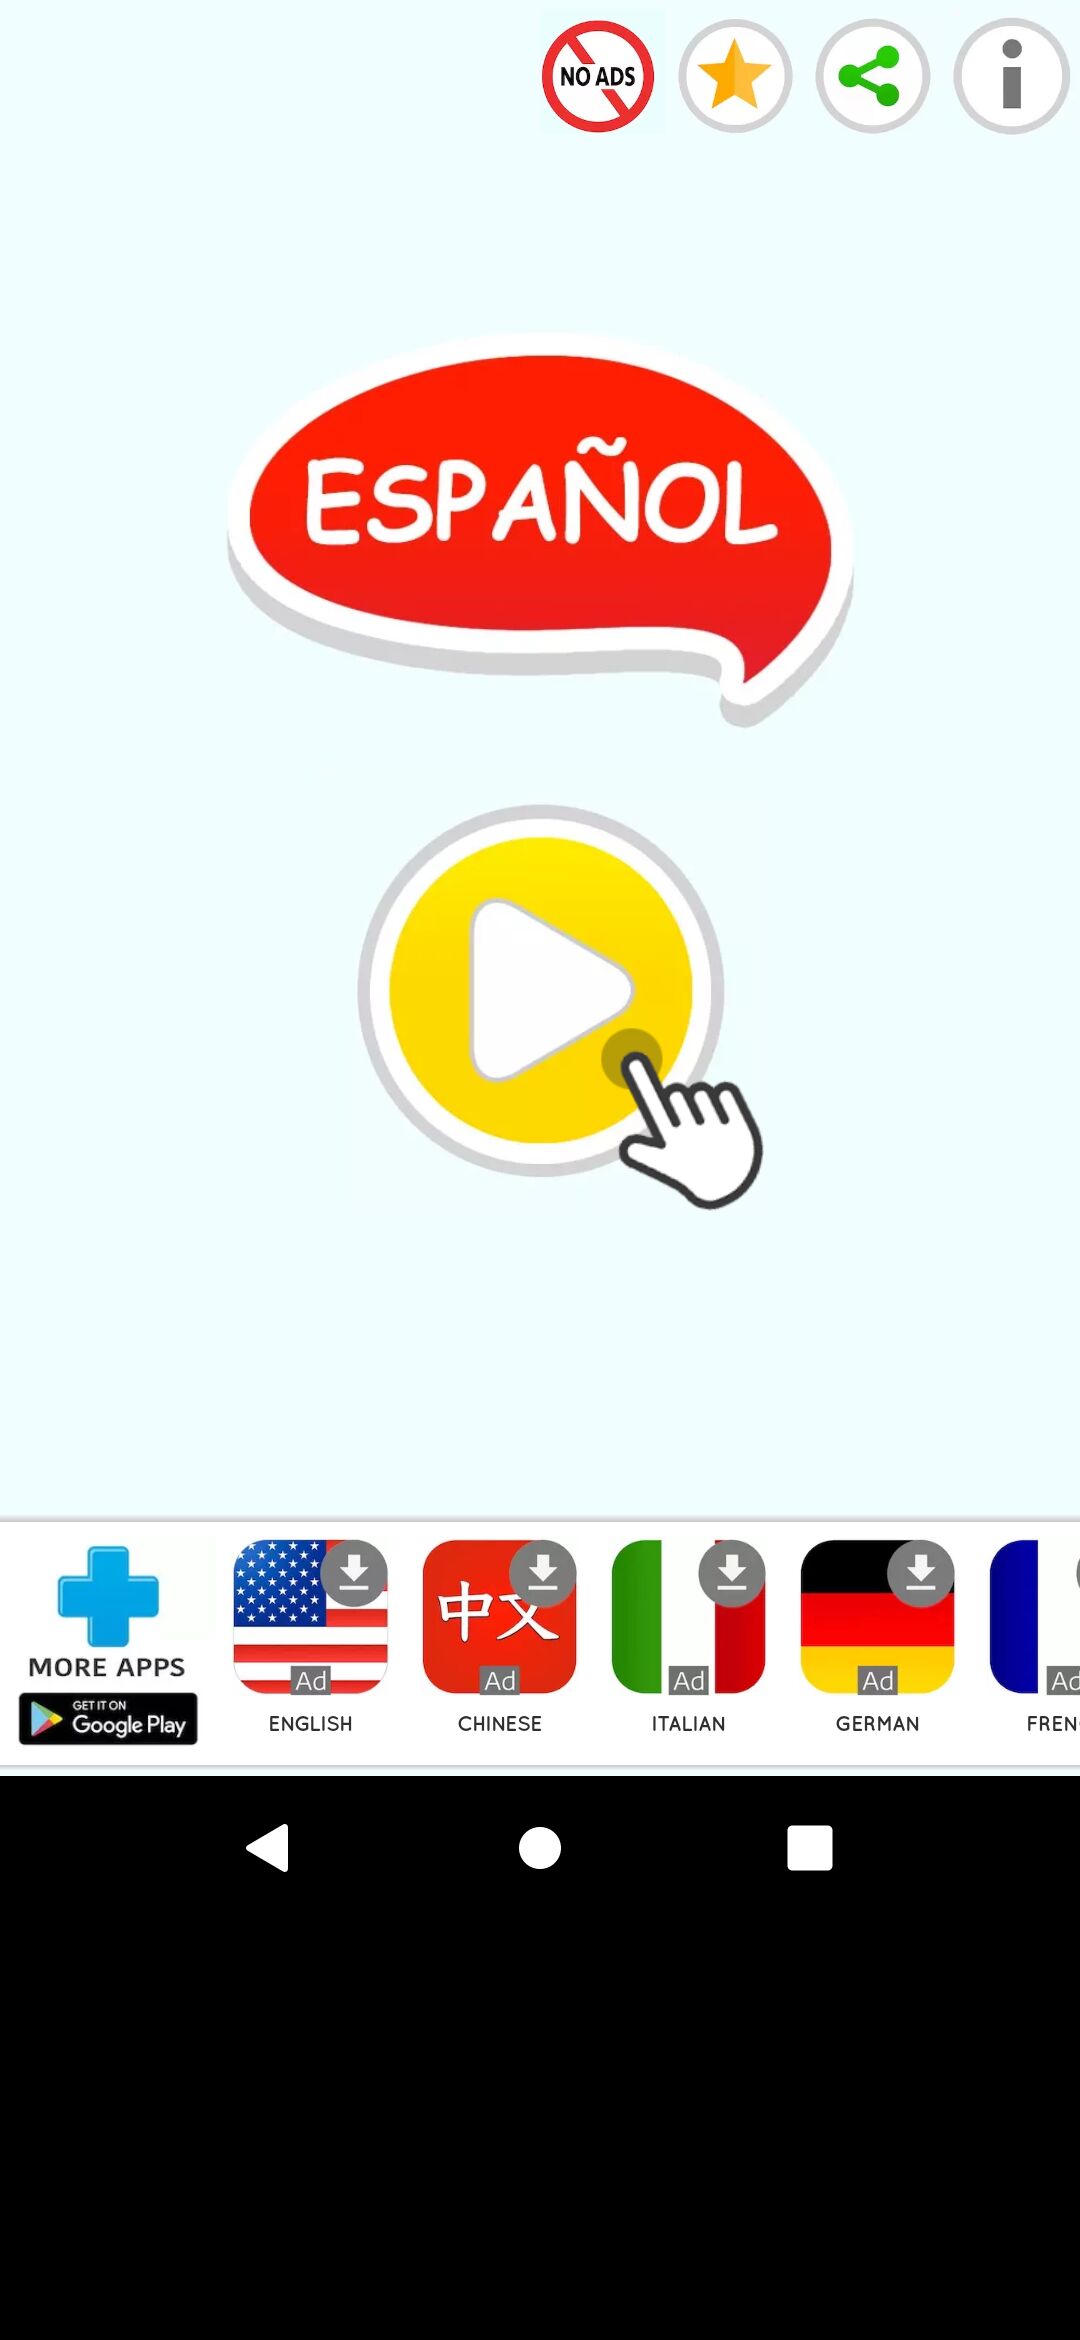 NO ADS
ESPAÑOL
中文
MORE APPS
GET IT ON
Google Play
Ad
Ad
Ad
Ad
Ad
ENGLISH
CHINESE
ITALIAN
GERMAN
FREN